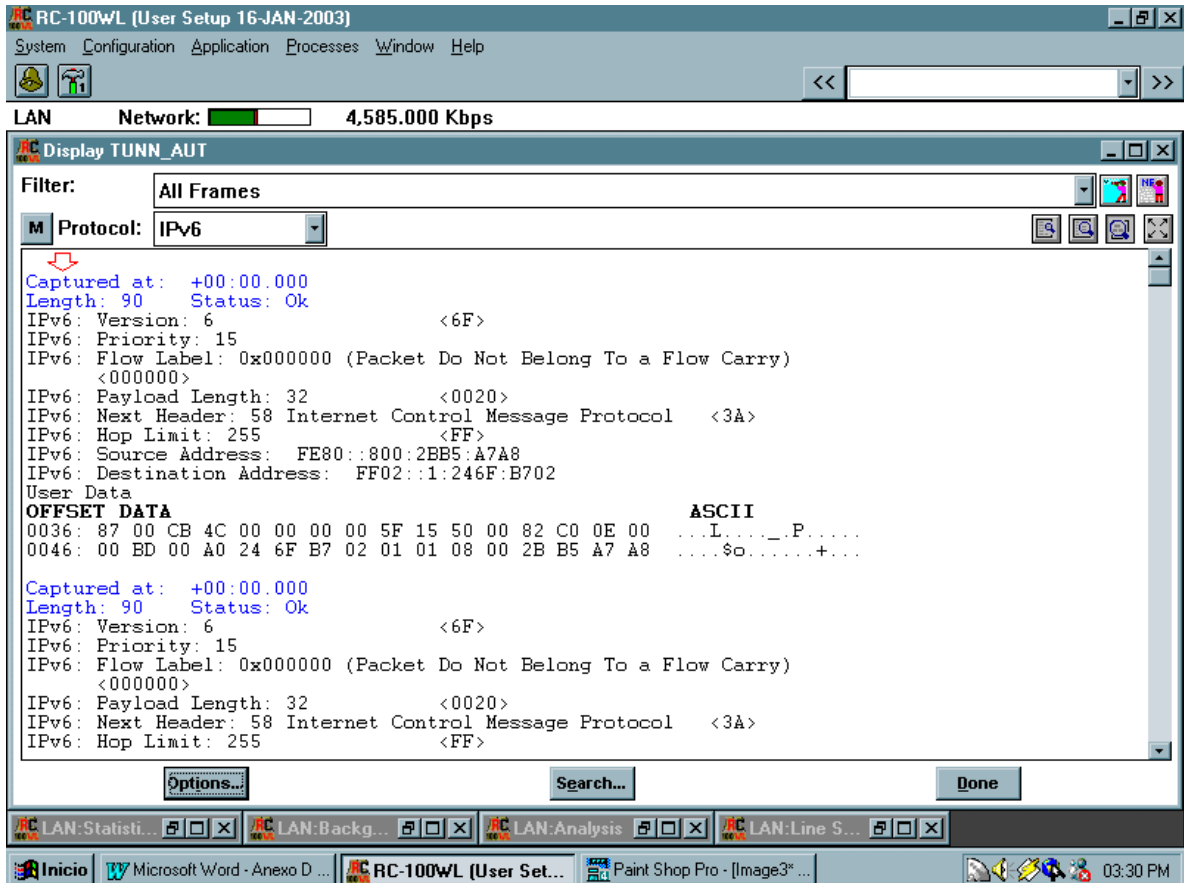 RC-100WL (User Setup 16-JAN-2003)
System Configuration Application Processes Window Help
<< >>
LAN Network: 4,585.000 Kbps
Display TUNN_AUT
Filter: All Frames
M Protocol: IPv6
Captured at: +00:00.000
Length: 90 Status: Ok
IPv6: Version: 6 <6F>
IPv6: Priority: 15
IPv6: Flow Label: 0x000000 (Packet Do Not Belong To a Flow Carry)
<000000>
IPv6: Payload Length: 32 <0020>
IPv6: Next Header: 58 Internet Control Message Protocol <3A>
IPv6: Hop Limit: 255 <FF>
IPv6: Source Address: FE80::800:2BB5:A7A8
IPv6: Destination Address: FF02::1:246F:B702
User Data
OFFSET DATA ASCII
0036: 87 00 CB 4C 00 00 00 00 5F 15 50 00 82 C0 0E 00 ...L...._.P.....
0046: 00 BD 00 A0 24 6F B7 02 01 01 08 00 2B B5 A7 A8 ....$o......+...
Captured at: +00:00.000
Length: 90 Status: Ok
IPv6: Version: 6 <6F>
IPv6: Priority: 15
IPv6: Flow Label: 0x000000 (Packet Do Not Belong To a Flow Carry)
<000000>
IPv6: Payload Length: 32 <0020>
IPv6: Next Header: 58 Internet Control Message Protocol <3A>
IPv6: Hop Limit: 255 <FF>
Options... Search... Done
LAN:Statisti... LAN:Backg... LAN:Analysis LAN:Line S...
Inicio Microsoft Word - Anexo D ... RC-100WL (User Set... Paint Shop Pro - [Image3* ... 03:30 PM